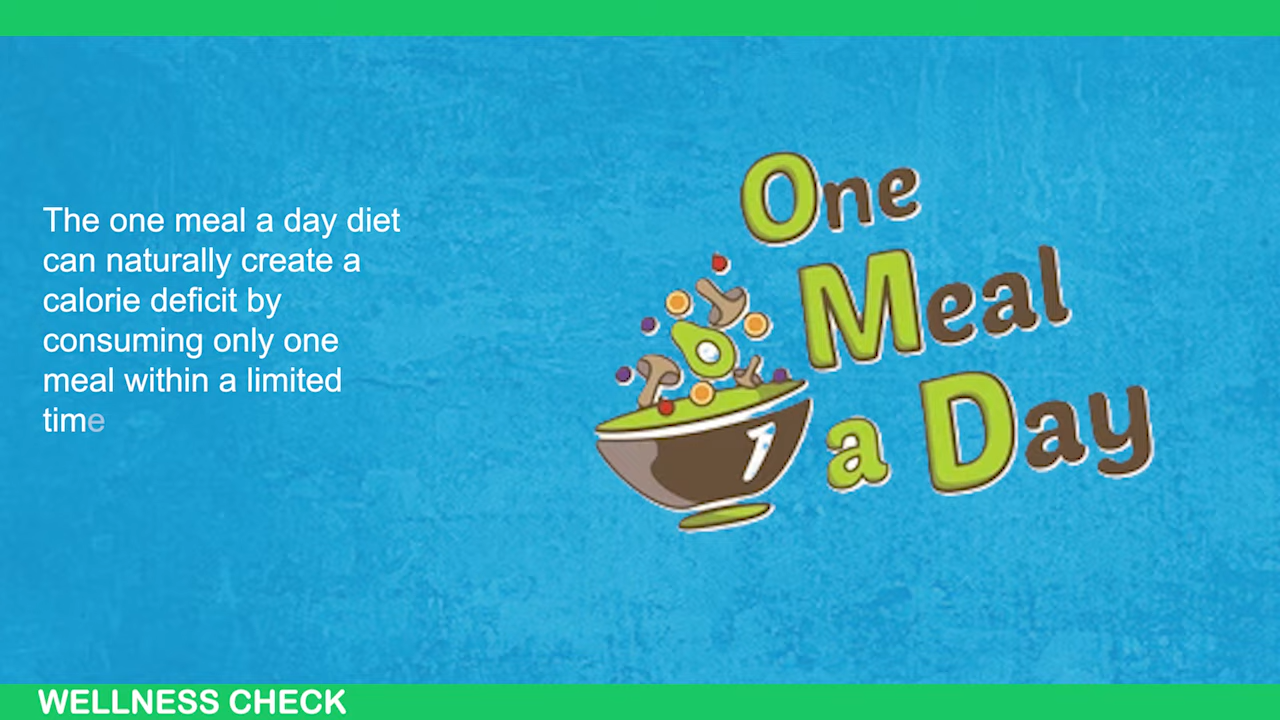 The one meal a day diet
can naturally create a
calorie deficit by
consuming only one
meal within a limited
time
One
Meal
a Day
1
WELLNESS CHECK